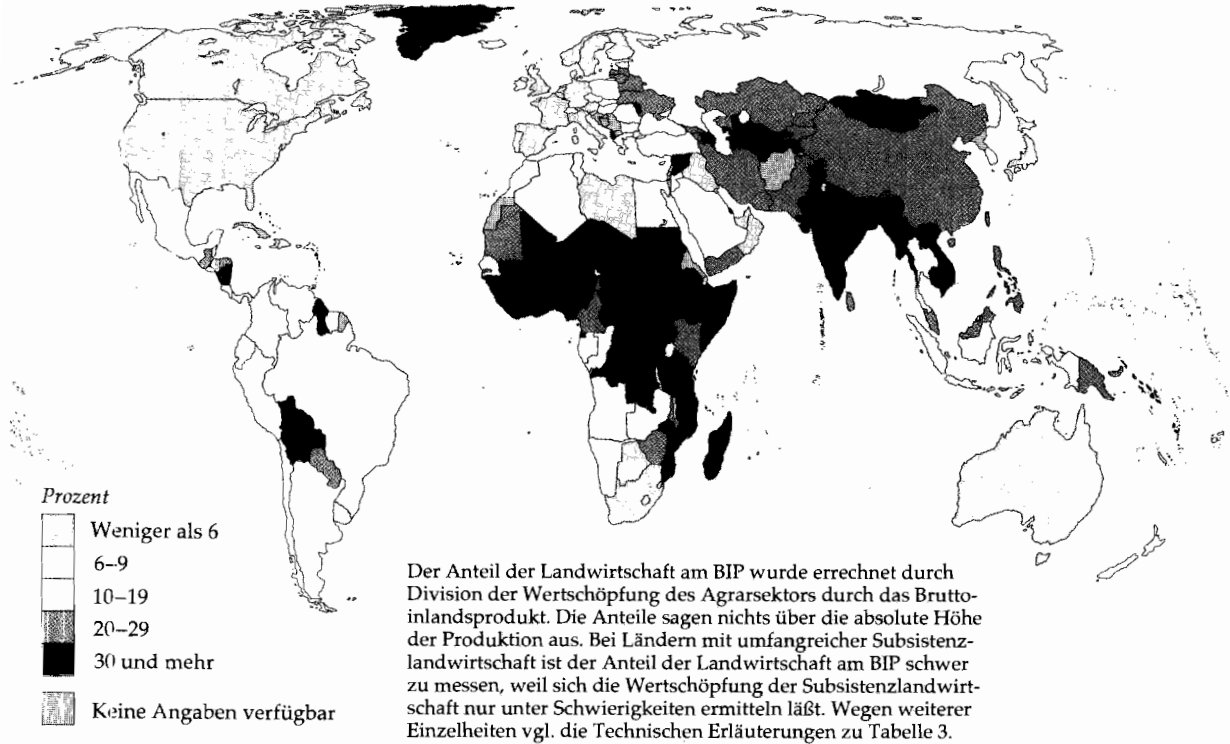 Prozent
Weniger als 6
6–9
10–19
20–29
30 und mehr
Keine Angaben verfügbar
Der Anteil der Landwirtschaft am BIP wurde errechnet durch
Division der Wertschöpfung des Agrarsektors durch das Brutto-
inlandsprodukt. Die Anteile sagen nichts über die absolute Höhe
der Produktion aus. Bei Ländern mit umfangreicher Subsistenz-
landwirtschaft ist der Anteil der Landwirtschaft am BIP schwer
zu messen, weil sich die Wertschöpfung der Subsistenzlandwirt-
schaft nur unter Schwierigkeiten ermitteln läßt. Wegen weiterer
Einzelheiten vgl. die Technischen Erläuterungen zu Tabelle 3.